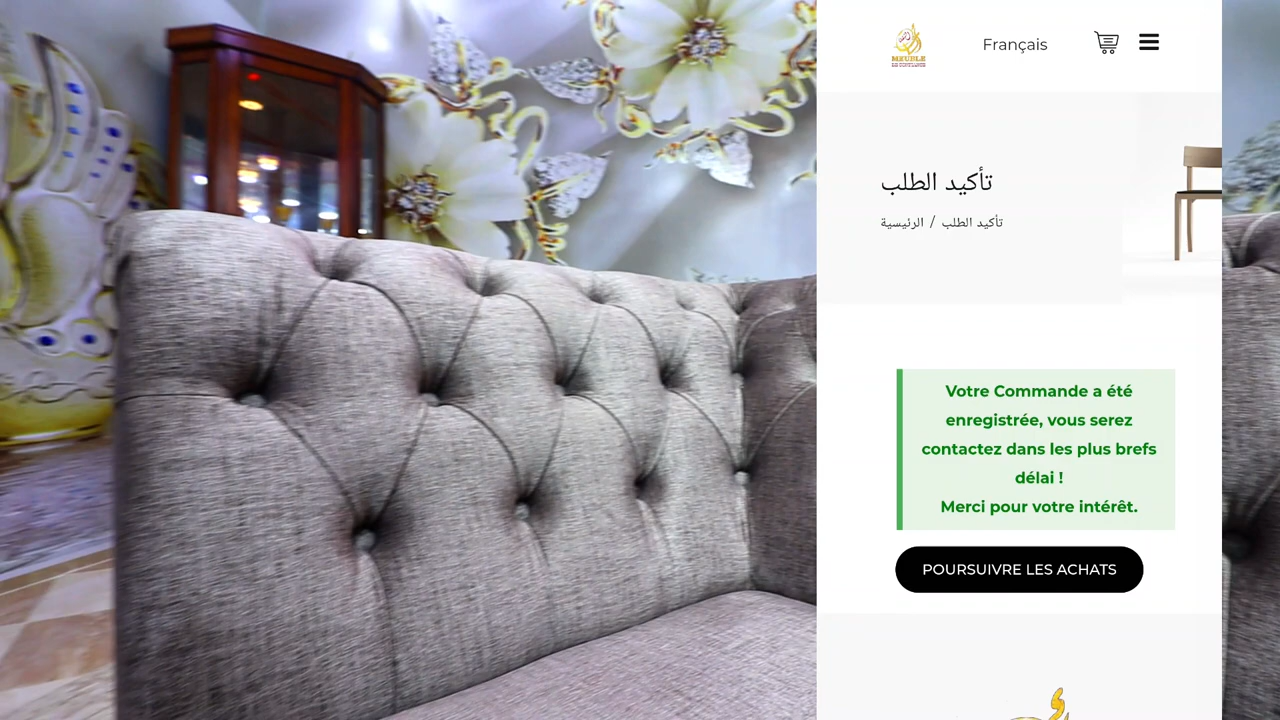 MEUBLE
Français
تأكيد الطلب
الرئيسية / تأكيد الطلب
Votre Commande a été
enregistrée, vous serez
contactez dans les plus brefs
délai !
Merci pour votre intérêt.
POURSUIVRE LES ACHATS